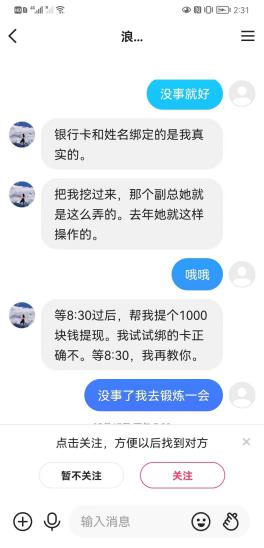 2:31
浪...
没事就好
银行卡和姓名绑定的是我真
实的。
把我挖过来，那个副总她就
是这么弄的。去年她就这样
操作的。
哦哦
等8:30过后，帮我提个1000
块钱提现。我试试绑的卡正
确不。等8:30，我再教你。
没事了我去锻炼一会
点击关注，方便以后找到对方
暂不关注
关注
输入消息